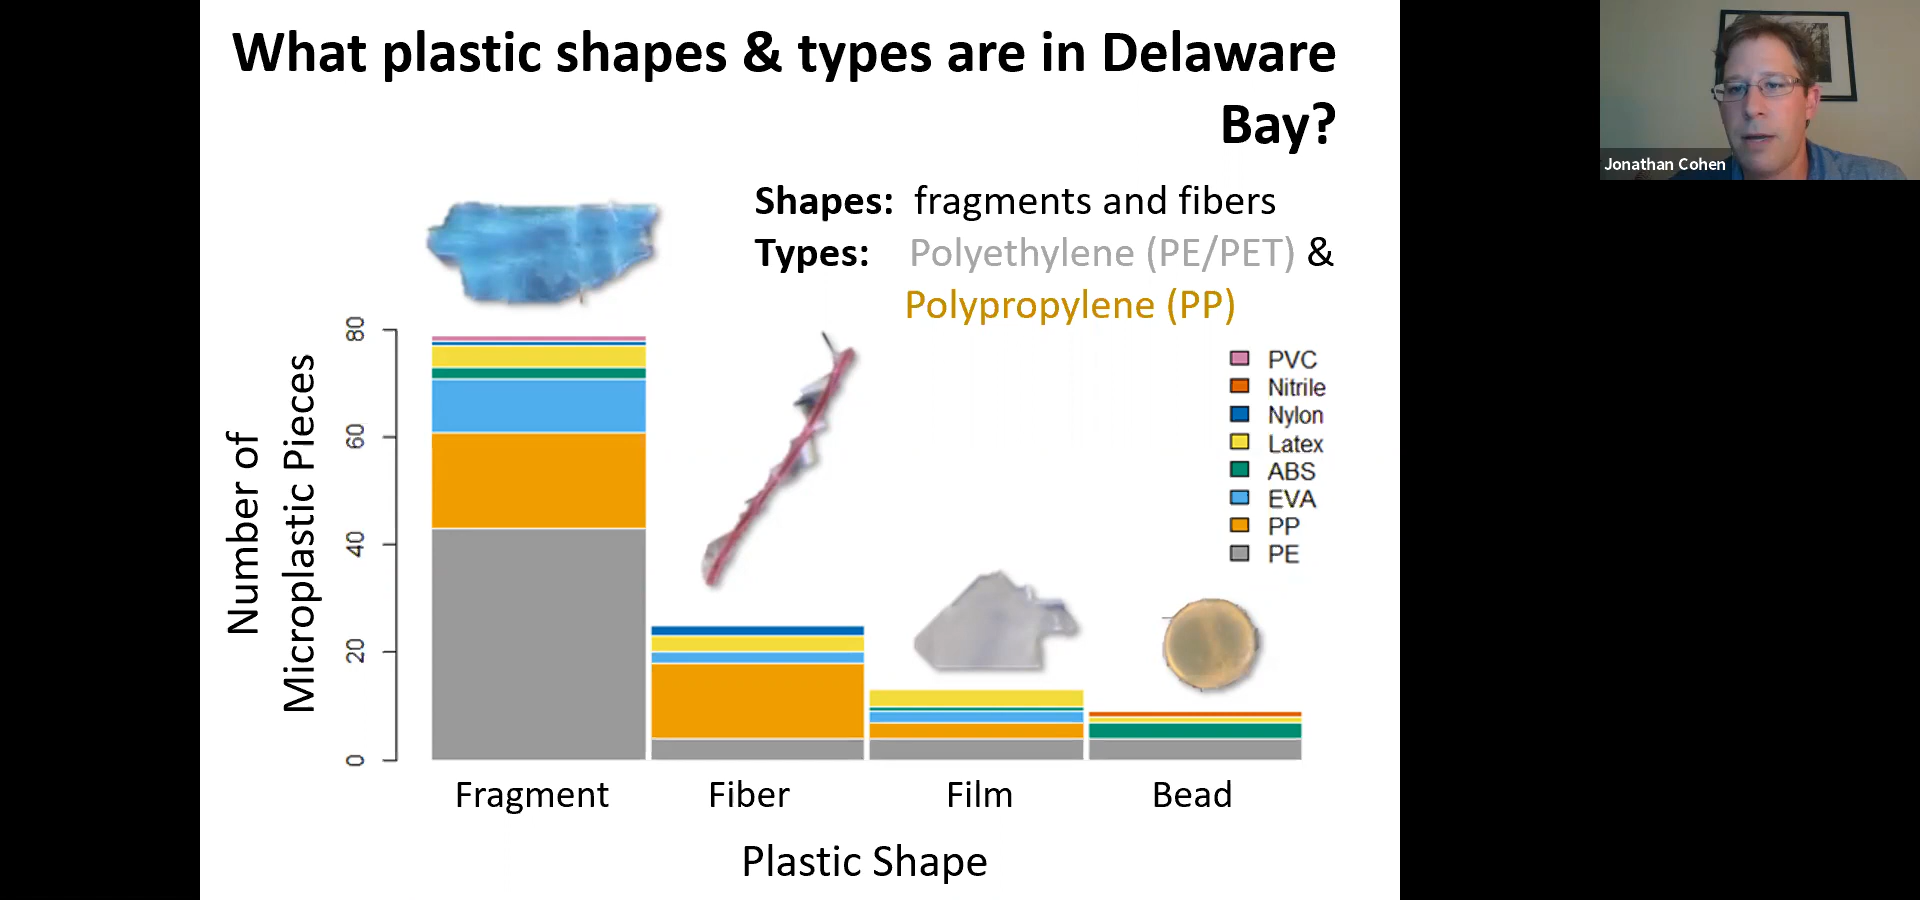 What plastic shapes & types are in Delaware
Bay?
Jonathan Cohen
Shapes: fragments and fibers
Types: Polyethylene (PE/PET) &
Polypropylene (PP)
Number of
Microplastic Pieces
80
60
40
20
0
PVC
Nitrile
Nylon
Latex
ABS
EVA
PP
PE
Fragment
Fiber
Film
Bead
Plastic Shape